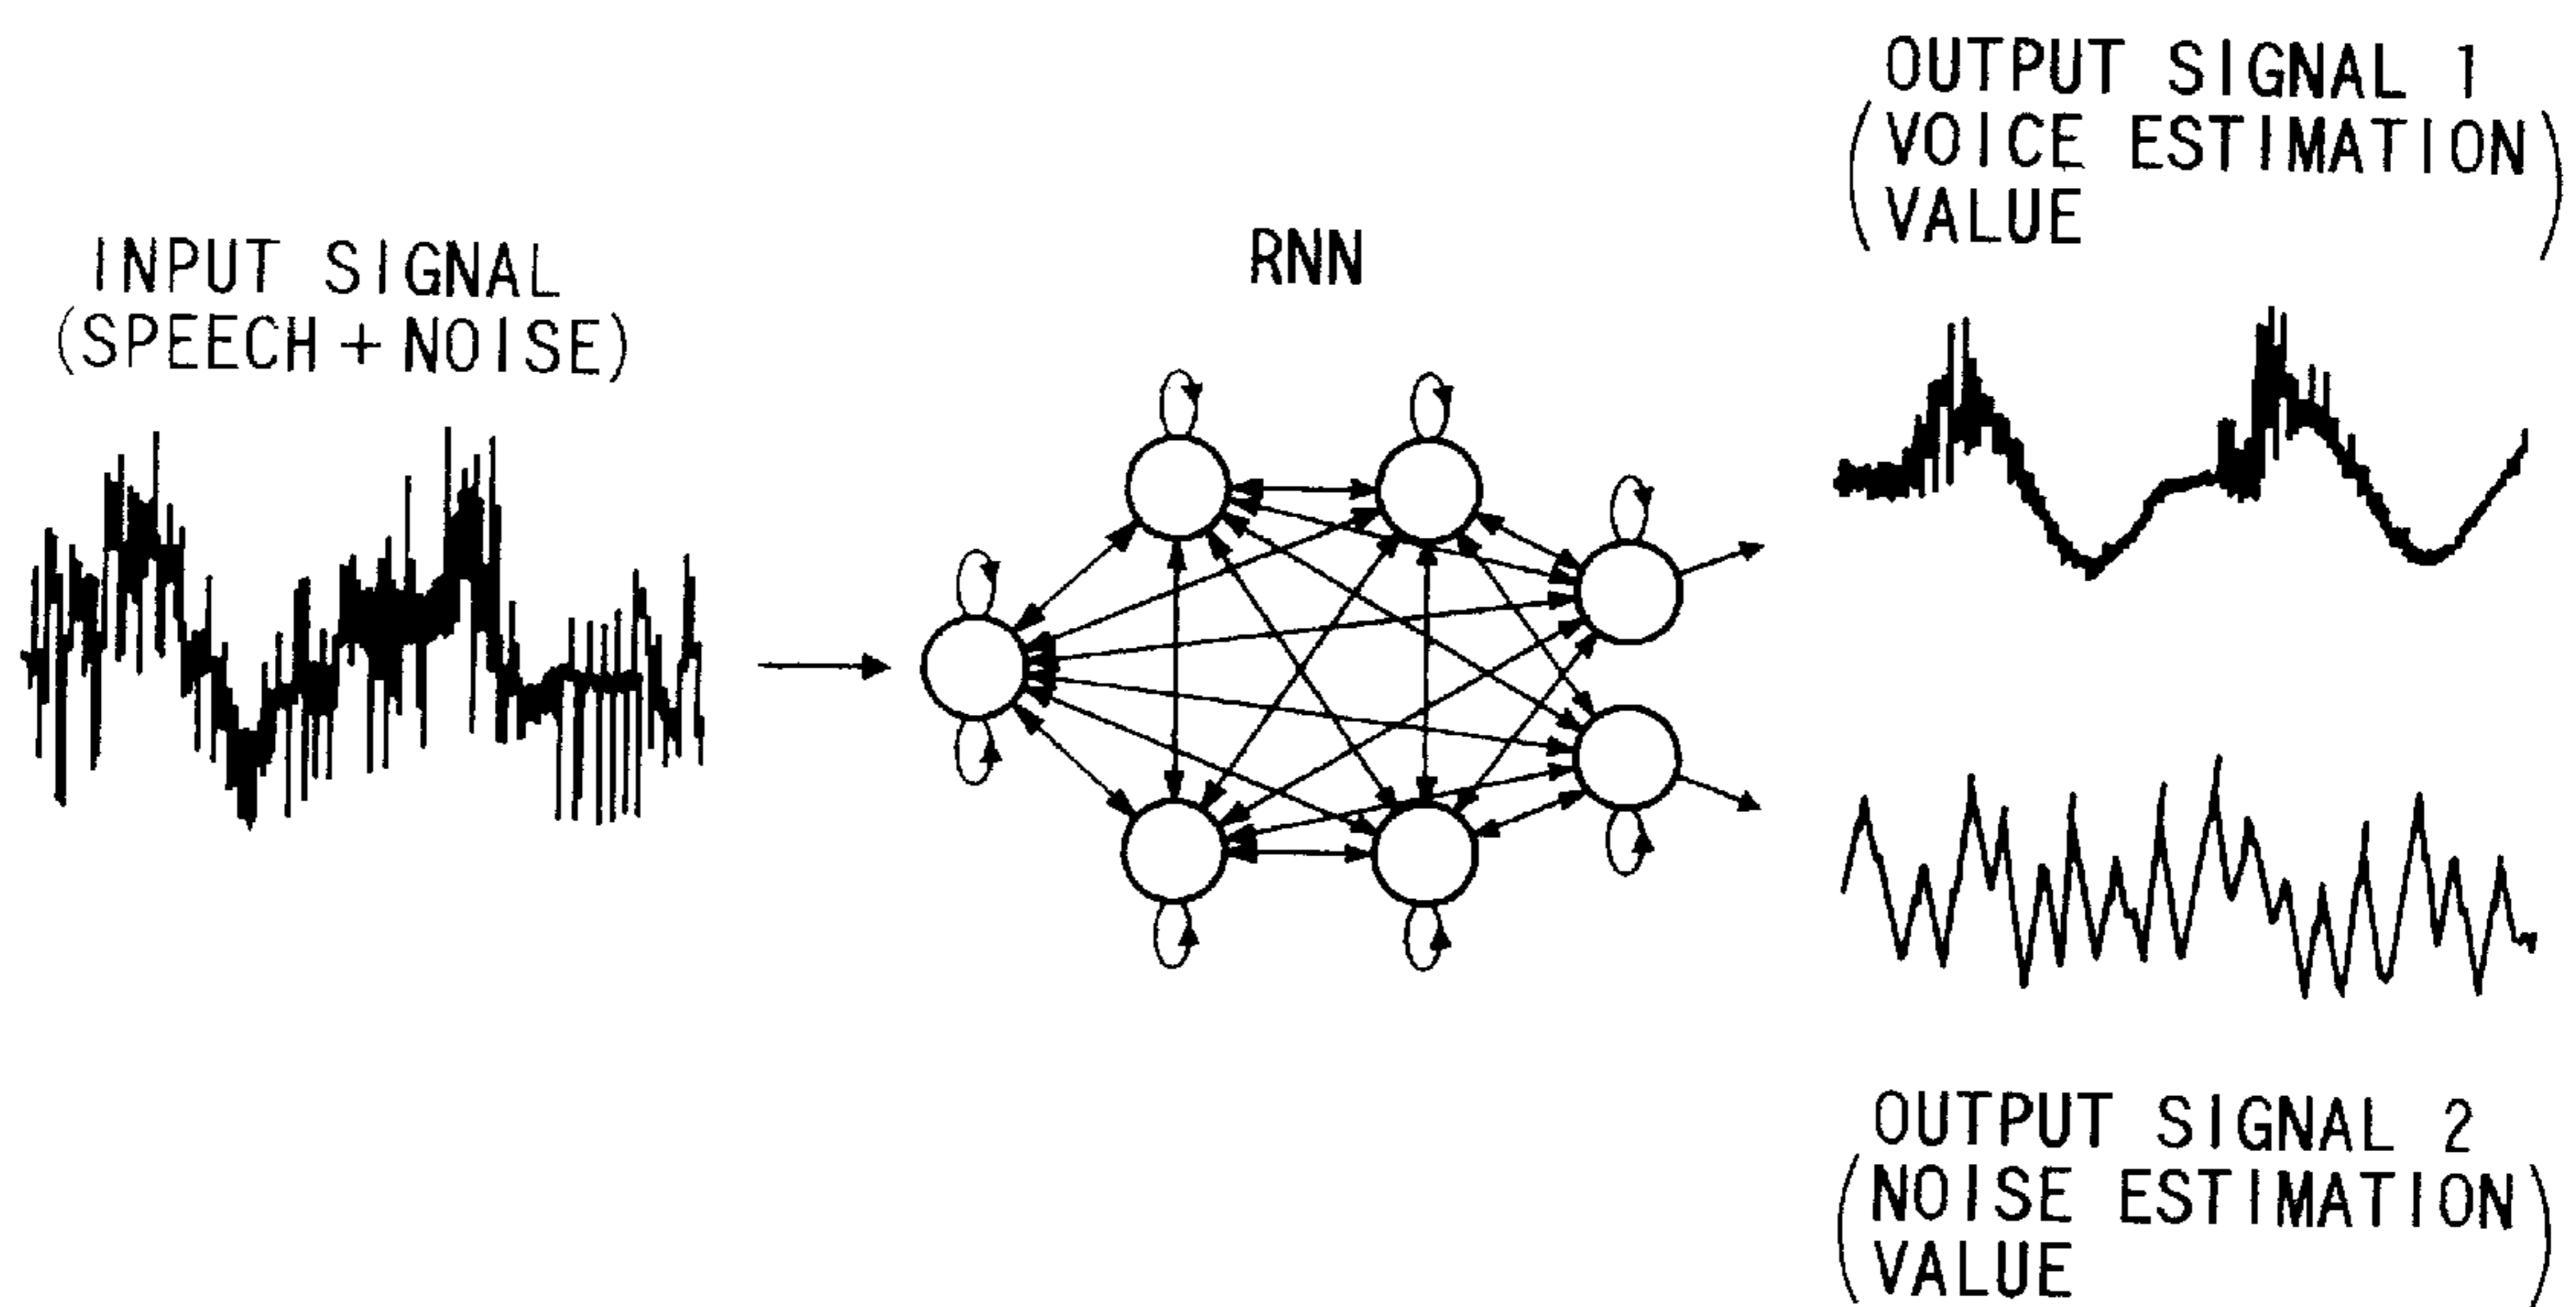 INPUT SIGNAL
(SPEECH + NOISE)
RNN
OUTPUT SIGNAL 1
(VOICE ESTIMATION
VALUE)
OUTPUT SIGNAL 2
(NOISE ESTIMATION
VALUE)